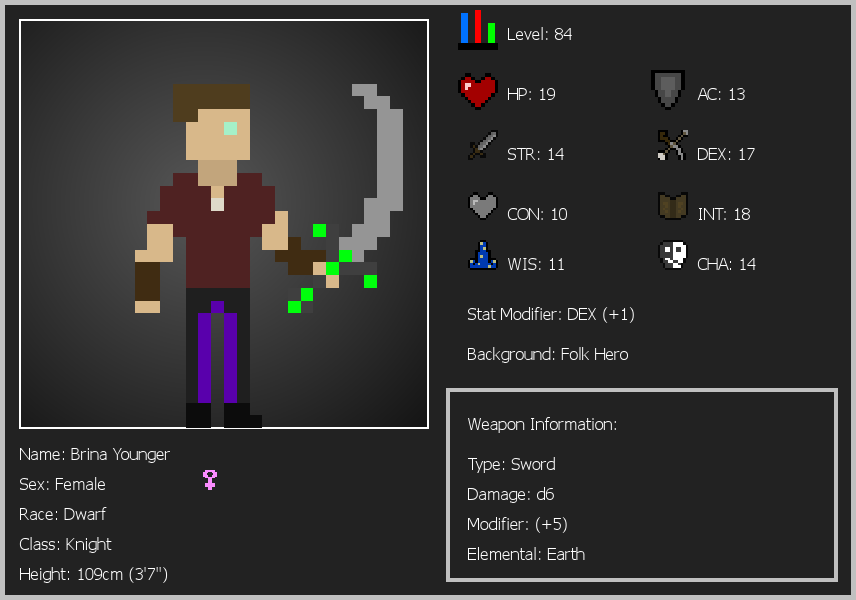 Level: 84
HP: 19
AC: 13
STR: 14
DEX: 17
CON: 10
INT: 18
WIS: 11
CHA: 14
Stat Modifier: DEX (+1)
Background: Folk Hero
Weapon Information:
Type: Sword
Damage: d6
Modifier: (+5)
Elemental: Earth
Name: Brina Younger
Sex: Female
Race: Dwarf
Class: Knight
Height: 109cm (3'7")